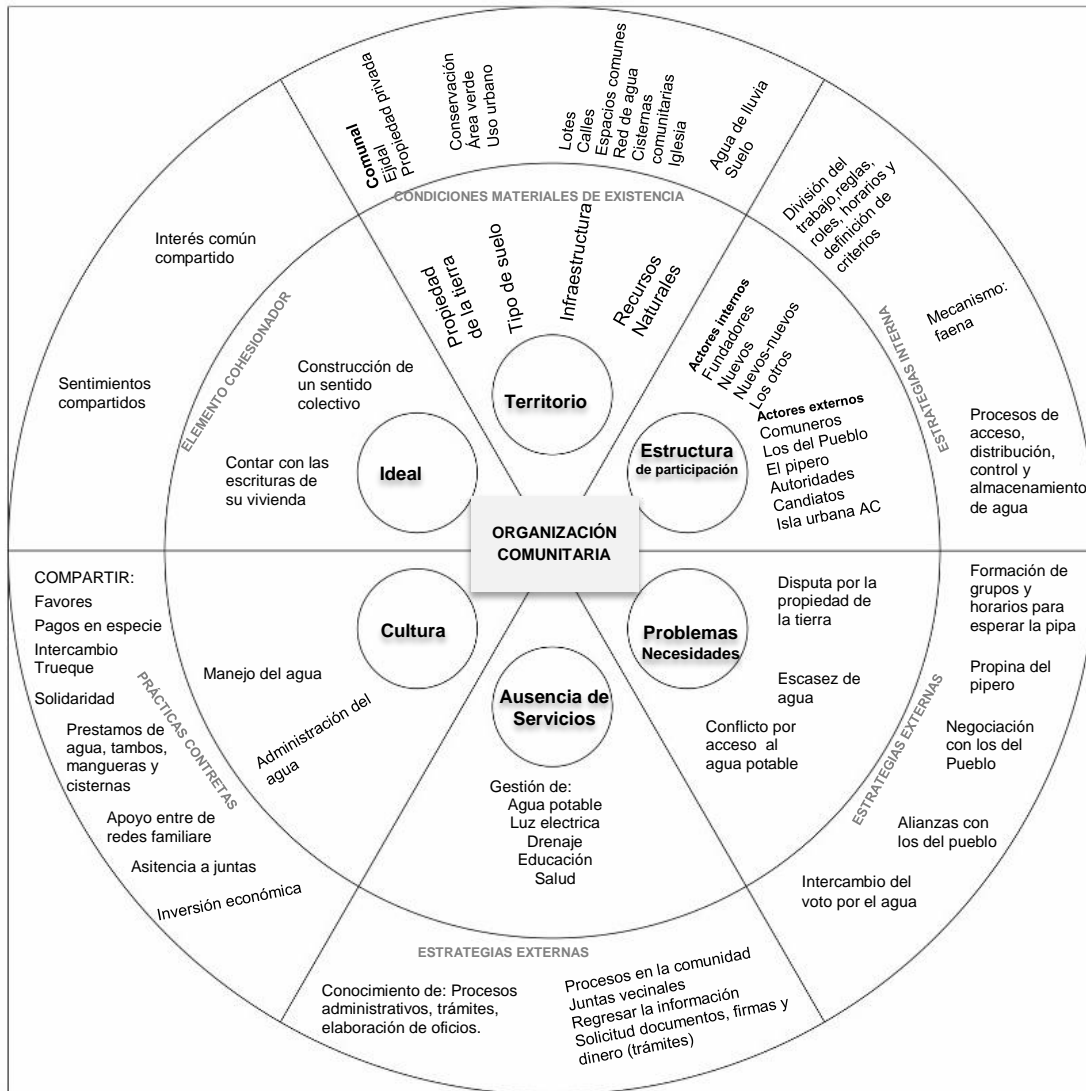 Comunal
Ejidal
Propiedad privada
Conservación
Área verde
Uso urbano
Lotes
Calles
Espacios comunes
Red de agua
Cisternas
comunitarias
Iglesia
Agua de lluvia
Suelo
CONDICIONES MATERIALES DE EXISTENCIA
Propiedad
de la tierra
Tipo de suelo
Infraestructura
Recursos
Naturales
Territorio
División del
trabajo,reglas,
roles, horarios y
definición de
criterios
Mecanismo:
faena
Procesos de
acceso,
distribución,
control y
almacenamiento
de agua
ESTRATEGIAS INTERNA
Actores internos
Fundadores
Nuevos
Nuevos-nuevos
Los otros
Actores externos
Comuneros
Los del Pueblo
El pipero
Autoridades
Candiatos
Isla urbana AC
Estructura
de participación
Interés común
compartido
Sentimientos
compartidos
ELEMENTO COHESIONADOR
Construcción de
un sentido
colectivo
Contar con las
escrituras de
su vivienda
Ideal
ORGANIZACIÓN
COMUNITARIA
COMPARTIR:
Favores
Pagos en especie
Intercambio
Trueque
Solidaridad
Prestamos de
agua, tambos,
mangueras y
cisternas
Apoyo entre de
redes familiare
Asitencia a juntas
Inversión económica
PRÁCTICAS CONTRETAS
Manejo del agua
Administración del
agua
Cultura
Ausencia de
Servicios
Gestión de:
Agua potable
Luz electrica
Drenaje
Educación
Salud
ESTRATEGIAS EXTERNAS
Conocimiento de: Procesos
administrativos, trámites,
elaboración de oficios.
Procesos en la comunidad
Juntas vecinales
Regresar la información
Solicitud documentos, firmas y
dinero (trámites)
Problemas
Necesidades
Disputa por la
propiedad de
la tierra
Escasez de
agua
Conflicto por
acceso al
agua potable
ESTRATEGIAS EXTERNAS
Formación de
grupos y
horarios para
esperar la pipa
Propina del
pipero
Negociación
con los del
Pueblo
Alianzas con
los del pueblo
Intercambio del
voto por el agua